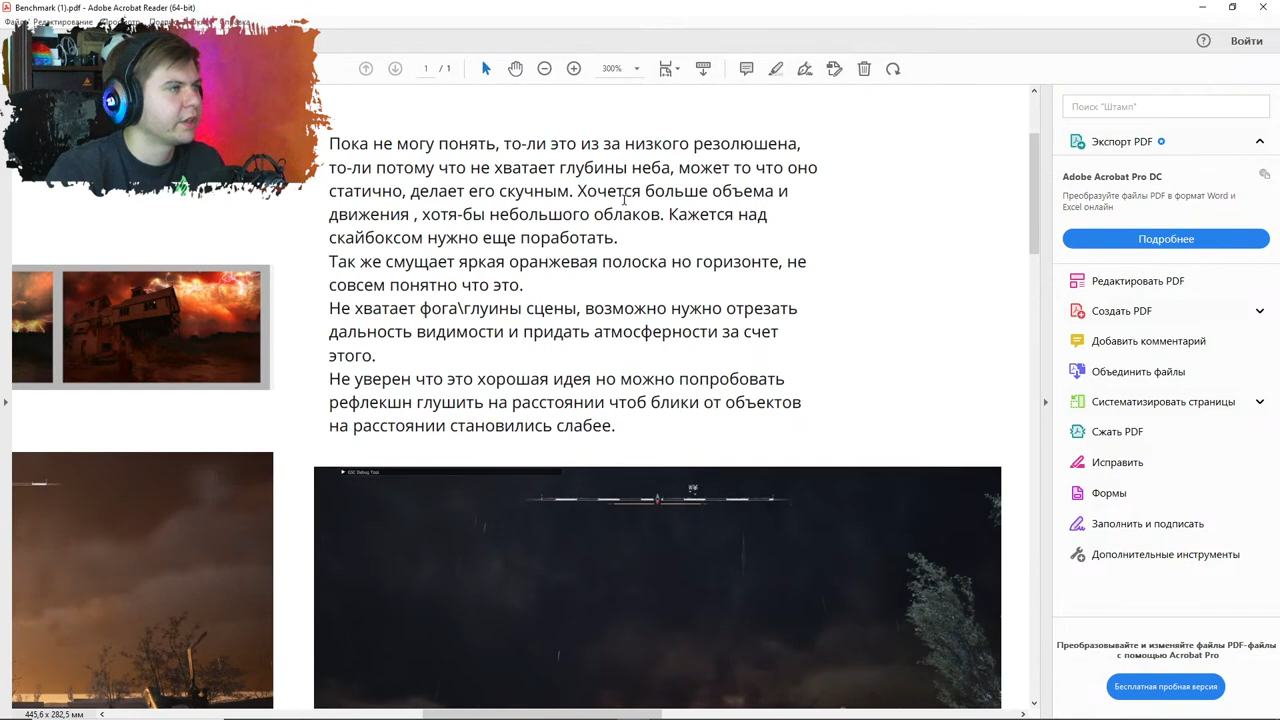 Benchmark (1).pdf - Adobe Acrobat Reader (64-bit)
Файл Редактирование Просмотр
Войти
1 / 1
300%
Поиск "Штамп"
Экспорт PDF
Adobe Acrobat Pro DC
Преобразуйте файлы PDF в формат Word и
Excel онлайн
Подробнее
Редактировать PDF
Создать PDF
Добавить комментарий
Объединить файлы
Систематизировать страницы
Сжать PDF
Исправить
Формы
Заполнить и подписать
Дополнительные инструменты
Преобразовывайте и изменяйте файлы PDF-файлы
с помощью Acrobat Pro
Бесплатная пробная версия
Пока не могу понять, то-ли это из за низкого резолюшена,
то-ли потому что не хватает глубины неба, может то что оно
статично, делает его скучным. Хочется больше объема и
движения , хотя-бы небольшого облаков. Кажется над
скайбоксом нужно еще поработать.
Так же смущает яркая оранжевая полоска но горизонте, не
совсем понятно что это.
Не хватает фога\глуины сцены, возможно нужно отрезать
дальность видимости и придать атмосферности за счет
этого.
Не уверен что это хорошая идея но можно попробовать
рефлекшн глушить на расстоянии чтоб блики от объектов
на расстоянии становились слабее.
GSC Debug Tool
445,6 x 282,5 мм